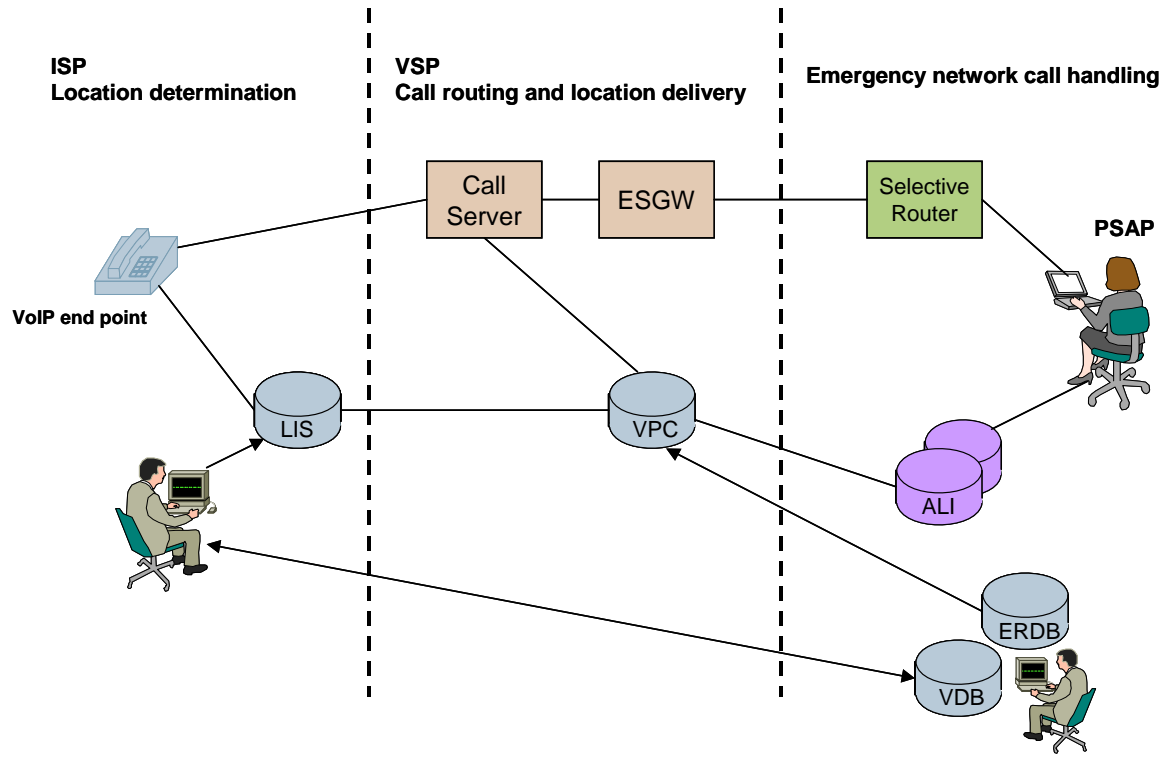 ISP
Location determination
VSP
Call routing and location delivery
Emergency network call handling
Call
Server
ESGW
Selective
Router
PSAP
VoIP end point
LIS
VPC
ALI
ERDB
VDB